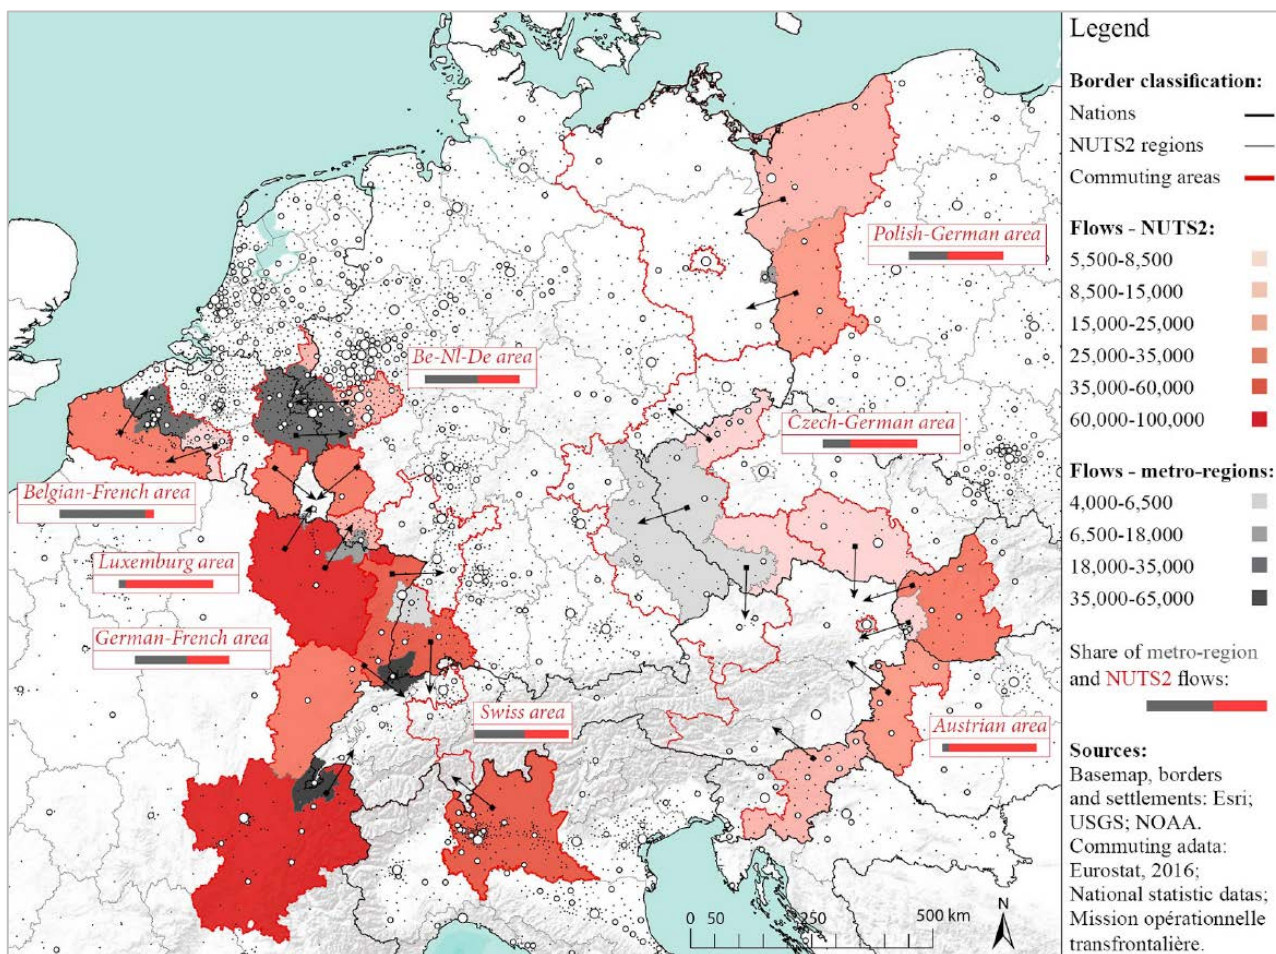 Polish-German area
Be-Nl-De area
Czech-German area
Belgian-French area
Luxemburg area
German-French area
Swiss area
Austrian area
0 50 250 500 km
N
Legend
Border classification:
Nations
NUTS2 regions
Commuting areas
Flows - NUTS2:
5,500-8,500
8,500-15,000
15,000-25,000
25,000-35,000
35,000-60,000
60,000-100,000
Flows - metro-regions:
4,000-6,500
6,500-18,000
18,000-35,000
35,000-65,000
Share of metro-region
and NUTS2 flows:
Sources:
Basemap, borders
and settlements: Esri;
USGS; NOAA.
Commuting adata:
Eurostat, 2016;
National statistic datas;
Mission opérationnelle
transfrontalière.